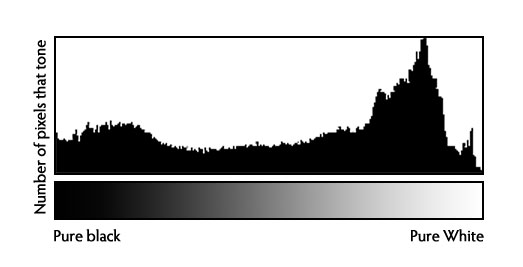 Number of pixels that tone
Pure black
Pure White